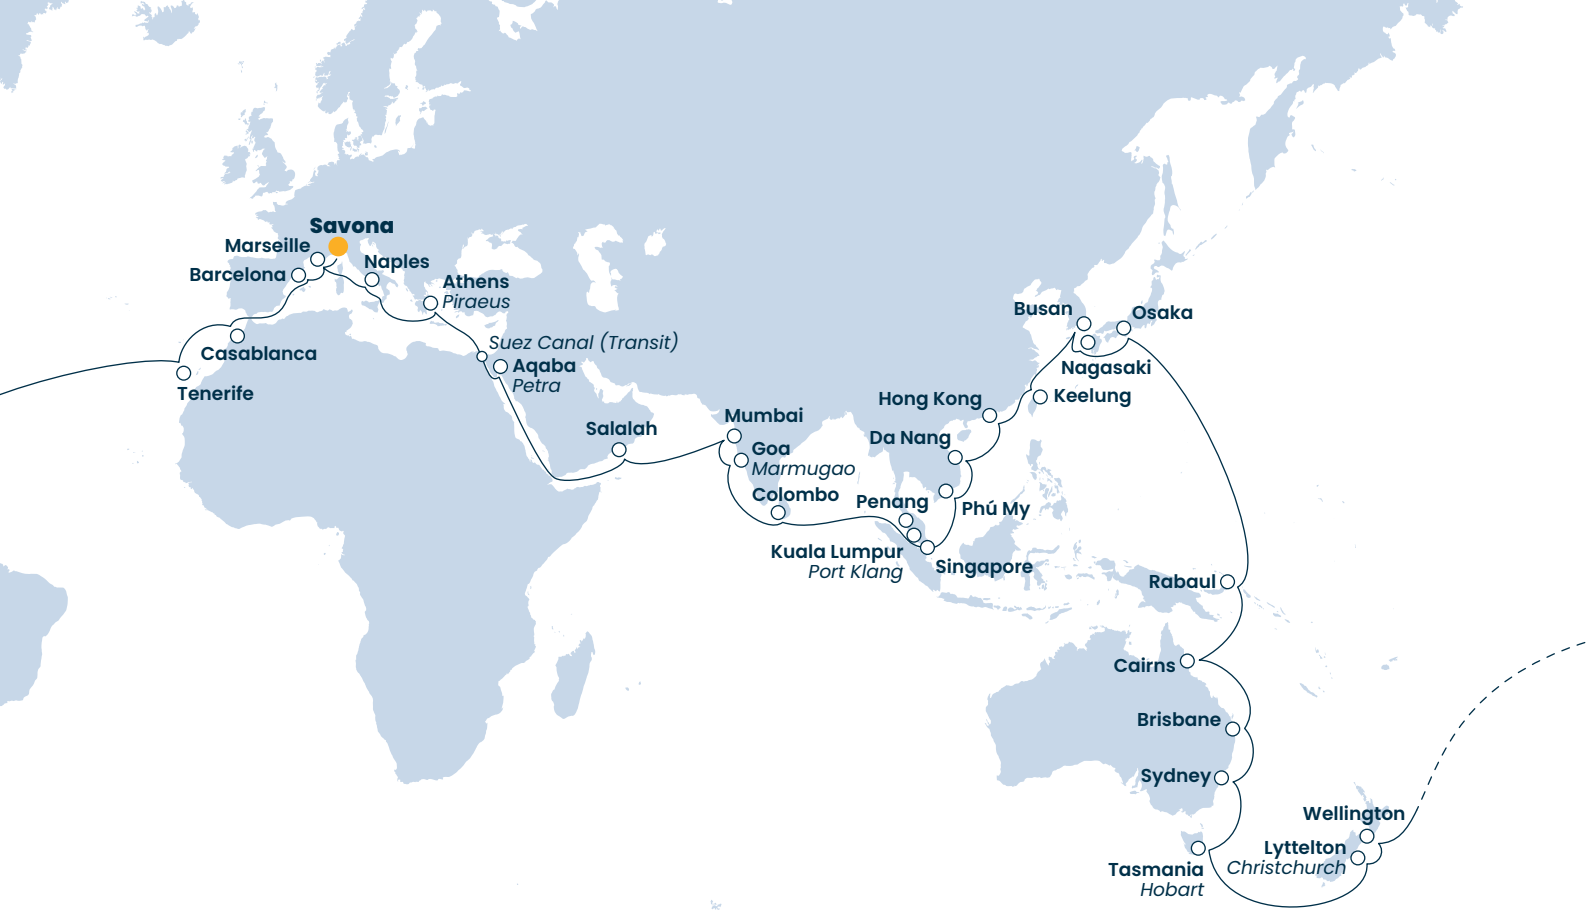 Savona
Marseille
Barcelona
Naples
Athens
Piraeus
Casablanca
Tenerife
Suez Canal (Transit)
Aqaba
Petra
Salalah
Mumbai
Goa
Marmugao
Colombo
Penang
Kuala Lumpur
Port Klang
Singapore
Phú My
Da Nang
Hong Kong
Keelung
Busan
Nagasaki
Osaka
Rabaul
Cairns
Brisbane
Sydney
Tasmania
Hobart
Lyttelton
Christchurch
Wellington